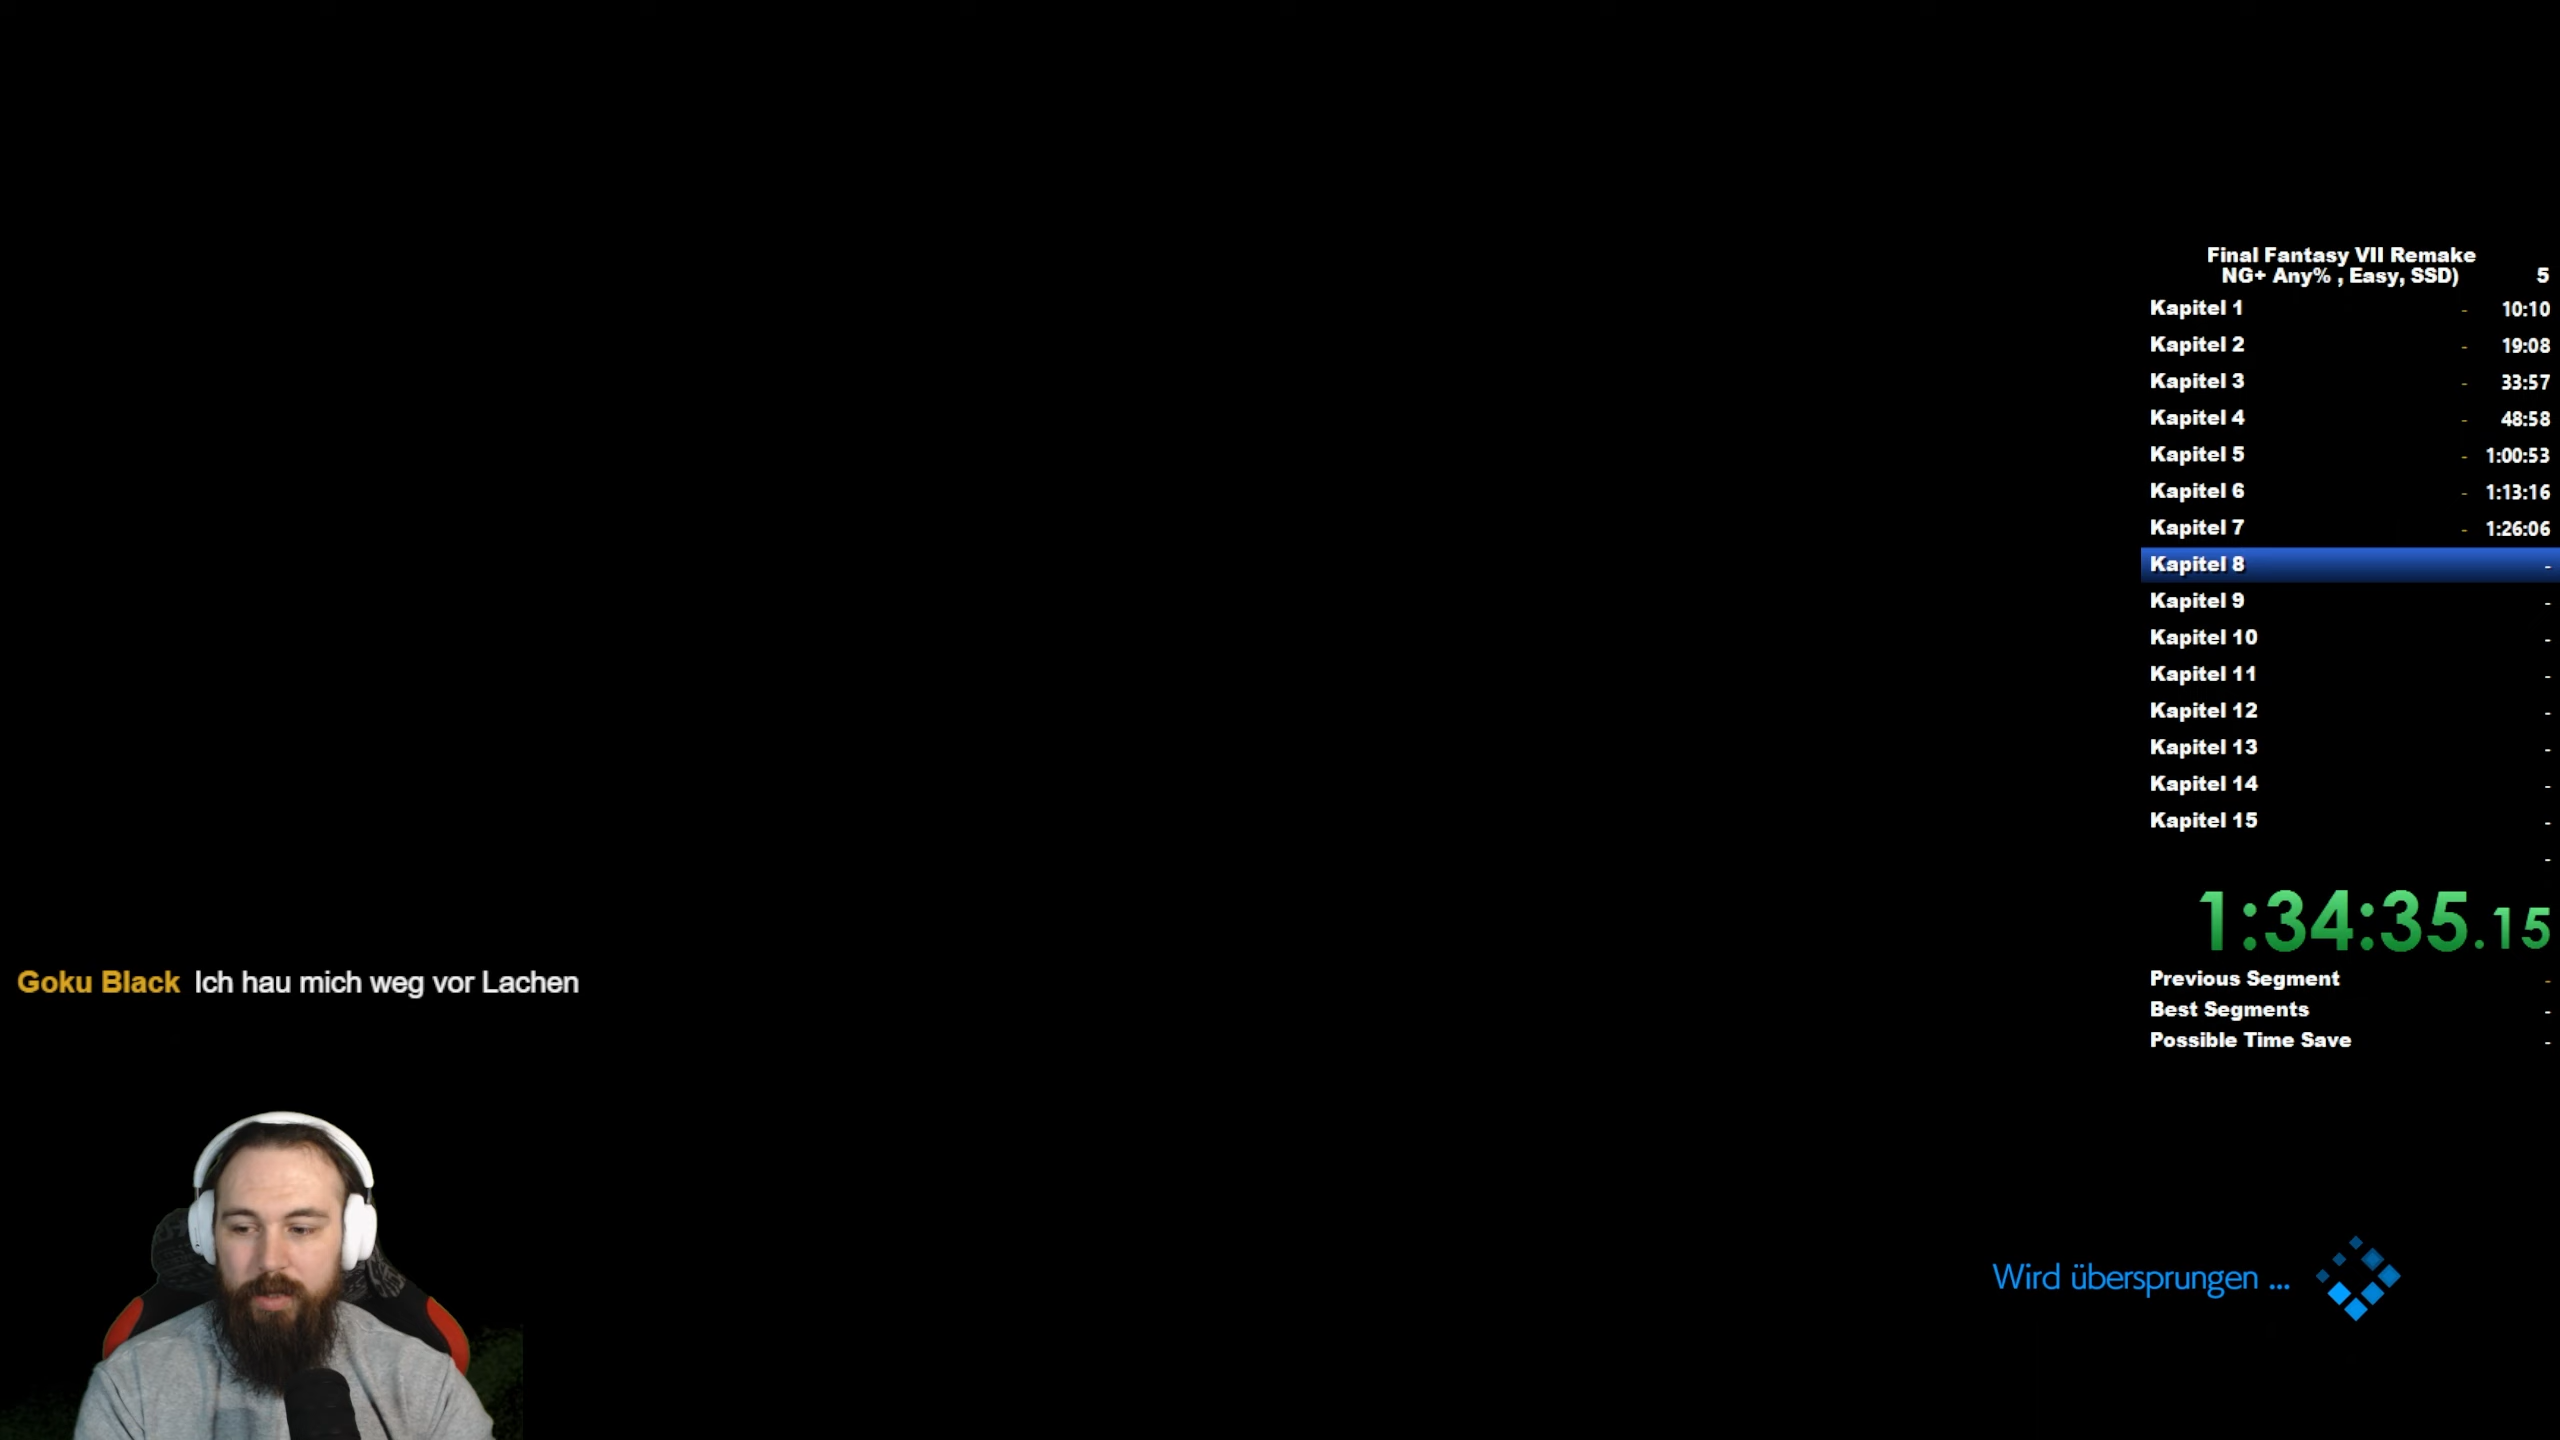 Final Fantasy VII Remake
NG+ Any% , Easy, SSD) 5
Kapitel 1 - 10:10
Kapitel 2 - 19:08
Kapitel 3 - 33:57
Kapitel 4 - 48:58
Kapitel 5 - 1:00:53
Kapitel 6 - 1:13:16
Kapitel 7 - 1:26:06
Kapitel 8 -
Kapitel 9 -
Kapitel 10 -
Kapitel 11 -
Kapitel 12 -
Kapitel 13 -
Kapitel 14 -
Kapitel 15 -
-
1:34:35.15
Goku Black Ich hau mich weg vor Lachen
Previous Segment -
Best Segments -
Possible Time Save -
Wird übersprungen ...